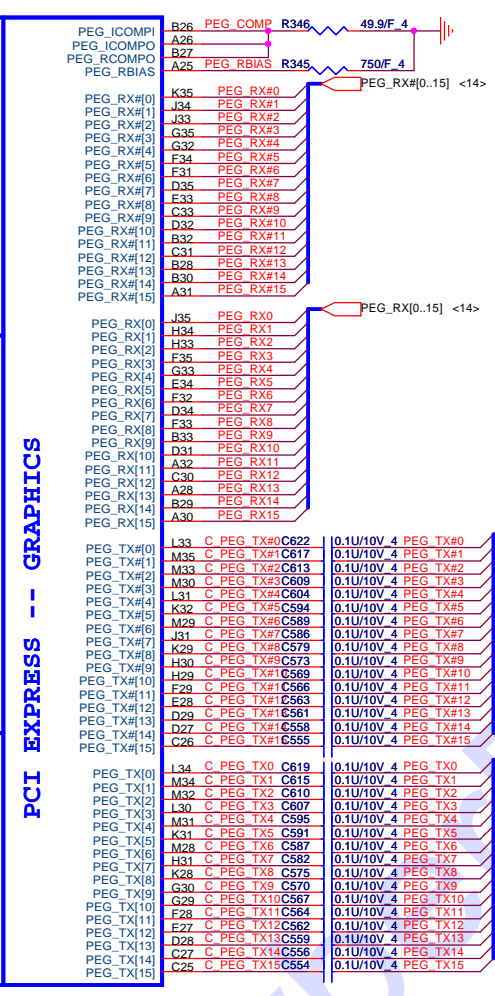 PEG_ICOMPI B26 PEG_COMP R346 49.9/F_4
PEG_ICOMPO A26
PEG_RCOMPO B27
PEG_RBIAS A25 PEG_RBIAS R345 750/F_4
PEG_RX#[0..15] <14>
PEG_RX#[0] K35 PEG_RX#0
PEG_RX#[1] J34 PEG_RX#1
PEG_RX#[2] J33 PEG_RX#2
PEG_RX#[3] G35 PEG_RX#3
PEG_RX#[4] G32 PEG_RX#4
PEG_RX#[5] F34 PEG_RX#5
PEG_RX#[6] F31 PEG_RX#6
PEG_RX#[7] D35 PEG_RX#7
PEG_RX#[8] E33 PEG_RX#8
PEG_RX#[9] C33 PEG_RX#9
PEG_RX#[10] D32 PEG_RX#10
PEG_RX#[11] B32 PEG_RX#11
PEG_RX#[12] C31 PEG_RX#12
PEG_RX#[13] B28 PEG_RX#13
PEG_RX#[14] B30 PEG_RX#14
PEG_RX#[15] A31 PEG_RX#15
PEG_RX[0..15] <14>
PEG_RX[0] J35 PEG_RX0
PEG_RX[1] H34 PEG_RX1
PEG_RX[2] H33 PEG_RX2
PEG_RX[3] F35 PEG_RX3
PEG_RX[4] G33 PEG_RX4
PEG_RX[5] E34 PEG_RX5
PEG_RX[6] F32 PEG_RX6
PEG_RX[7] D34 PEG_RX7
PEG_RX[8] F33 PEG_RX8
PEG_RX[9] B33 PEG_RX9
PEG_RX[10] D31 PEG_RX10
PEG_RX[11] A32 PEG_RX11
PEG_RX[12] C30 PEG_RX12
PEG_RX[13] A28 PEG_RX13
PEG_RX[14] B29 PEG_RX14
PEG_RX[15] A30 PEG_RX15
PCI EXPRESS -- GRAPHICS
PEG_TX#[0] L33 C_PEG_TX#0 C622 0.1U/10V_4 PEG_TX#0
PEG_TX#[1] M35 C_PEG_TX#1 C617 0.1U/10V_4 PEG_TX#1
PEG_TX#[2] M33 C_PEG_TX#2 C613 0.1U/10V_4 PEG_TX#2
PEG_TX#[3] M30 C_PEG_TX#3 C609 0.1U/10V_4 PEG_TX#3
PEG_TX#[4] L31 C_PEG_TX#4 C604 0.1U/10V_4 PEG_TX#4
PEG_TX#[5] K32 C_PEG_TX#5 C594 0.1U/10V_4 PEG_TX#5
PEG_TX#[6] M29 C_PEG_TX#6 C589 0.1U/10V_4 PEG_TX#6
PEG_TX#[7] J31 C_PEG_TX#7 C586 0.1U/10V_4 PEG_TX#7
PEG_TX#[8] K29 C_PEG_TX#8 C579 0.1U/10V_4 PEG_TX#8
PEG_TX#[9] H30 C_PEG_TX#9 C573 0.1U/10V_4 PEG_TX#9
PEG_TX#[10] H29 C569 0.1U/10V_4 PEG_TX#10
PEG_TX#[11] F29 C566 0.1U/10V_4 PEG_TX#11
PEG_TX#[12] E28 C563 0.1U/10V_4 PEG_TX#12
PEG_TX#[13] D29 C561 0.1U/10V_4 PEG_TX#13
PEG_TX#[14] D27 C558 0.1U/10V_4 PEG_TX#14
PEG_TX#[15] C26 C555 0.1U/10V_4 PEG_TX#15
PEG_TX[0] L34 C_PEG_TX0 C619 0.1U/10V_4 PEG_TX0
PEG_TX[1] M34 C_PEG_TX1 C615 0.1U/10V_4 PEG_TX1
PEG_TX[2] M32 C_PEG_TX2 C610 0.1U/10V_4 PEG_TX2
PEG_TX[3] L30 C_PEG_TX3 C607 0.1U/10V_4 PEG_TX3
PEG_TX[4] M31 C_PEG_TX4 C595 0.1U/10V_4 PEG_TX4
PEG_TX[5] K31 C_PEG_TX5 C591 0.1U/10V_4 PEG_TX5
PEG_TX[6] M28 C_PEG_TX6 C587 0.1U/10V_4 PEG_TX6
PEG_TX[7] H31 C_PEG_TX7 C582 0.1U/10V_4 PEG_TX7
PEG_TX[8] K28 C_PEG_TX8 C575 0.1U/10V_4 PEG_TX8
PEG_TX[9] G30 C_PEG_TX9 C570 0.1U/10V_4 PEG_TX9
PEG_TX[10] G29 C_PEG_TX10 C567 0.1U/10V_4 PEG_TX10
PEG_TX[11] F28 C_PEG_TX11 C564 0.1U/10V_4 PEG_TX11
PEG_TX[12] E27 C_PEG_TX12 C562 0.1U/10V_4 PEG_TX12
PEG_TX[13] D28 C_PEG_TX13 C559 0.1U/10V_4 PEG_TX13
PEG_TX[14] C27 C_PEG_TX14 C556 0.1U/10V_4 PEG_TX14
PEG_TX[15] C25 C_PEG_TX15 C554 0.1U/10V_4 PEG_TX15